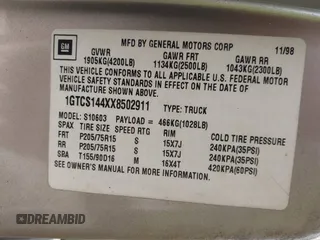 GM
MFD BY GENERAL MOTORS CORP 11/98
GVWR GAWR FRT GAWR RR
1905KG(4200LB) 1134KG(2500LB) 1043KG(2300LB)
THIS VEHICLE CONFORMS TO ALL APPLICABLE U.S. FEDERAL MOTOR
VEHICLE SAFETY STANDARDS IN EFFECT ON THE DATE
OF MANUFACTURE SHOWN ABOVE.
1GTCS144XX8502911 TYPE: TRUCK
MODEL: S10603 PAYLOAD = 466KG(1028LB)
SPAX TIRE SIZE SPEED RTG RIM COLD TIRE PRESSURE
FRT P205/75R15 S 15X7J 240KPA(35PSI)
RR P205/75R15 S 15X7J 240KPA(35PSI)
SBA T155/90D16 M 16X4T 420KPA(60PSI)
SEE OWNER'S MANUAL FOR MORE INFORMATION.
DREAMBID